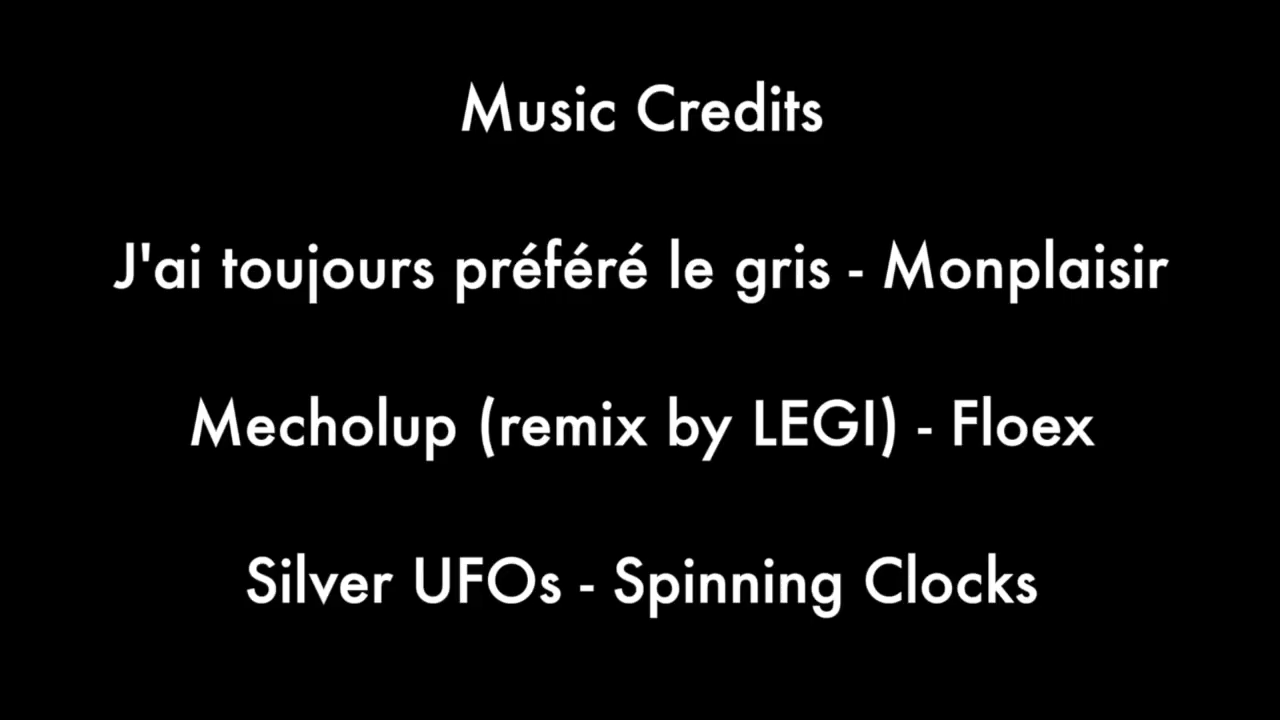 Music Credits
J'ai toujours préféré le gris - Monplaisir
Mecholup (remix by LEGI) - Floex
Silver UFOs - Spinning Clocks